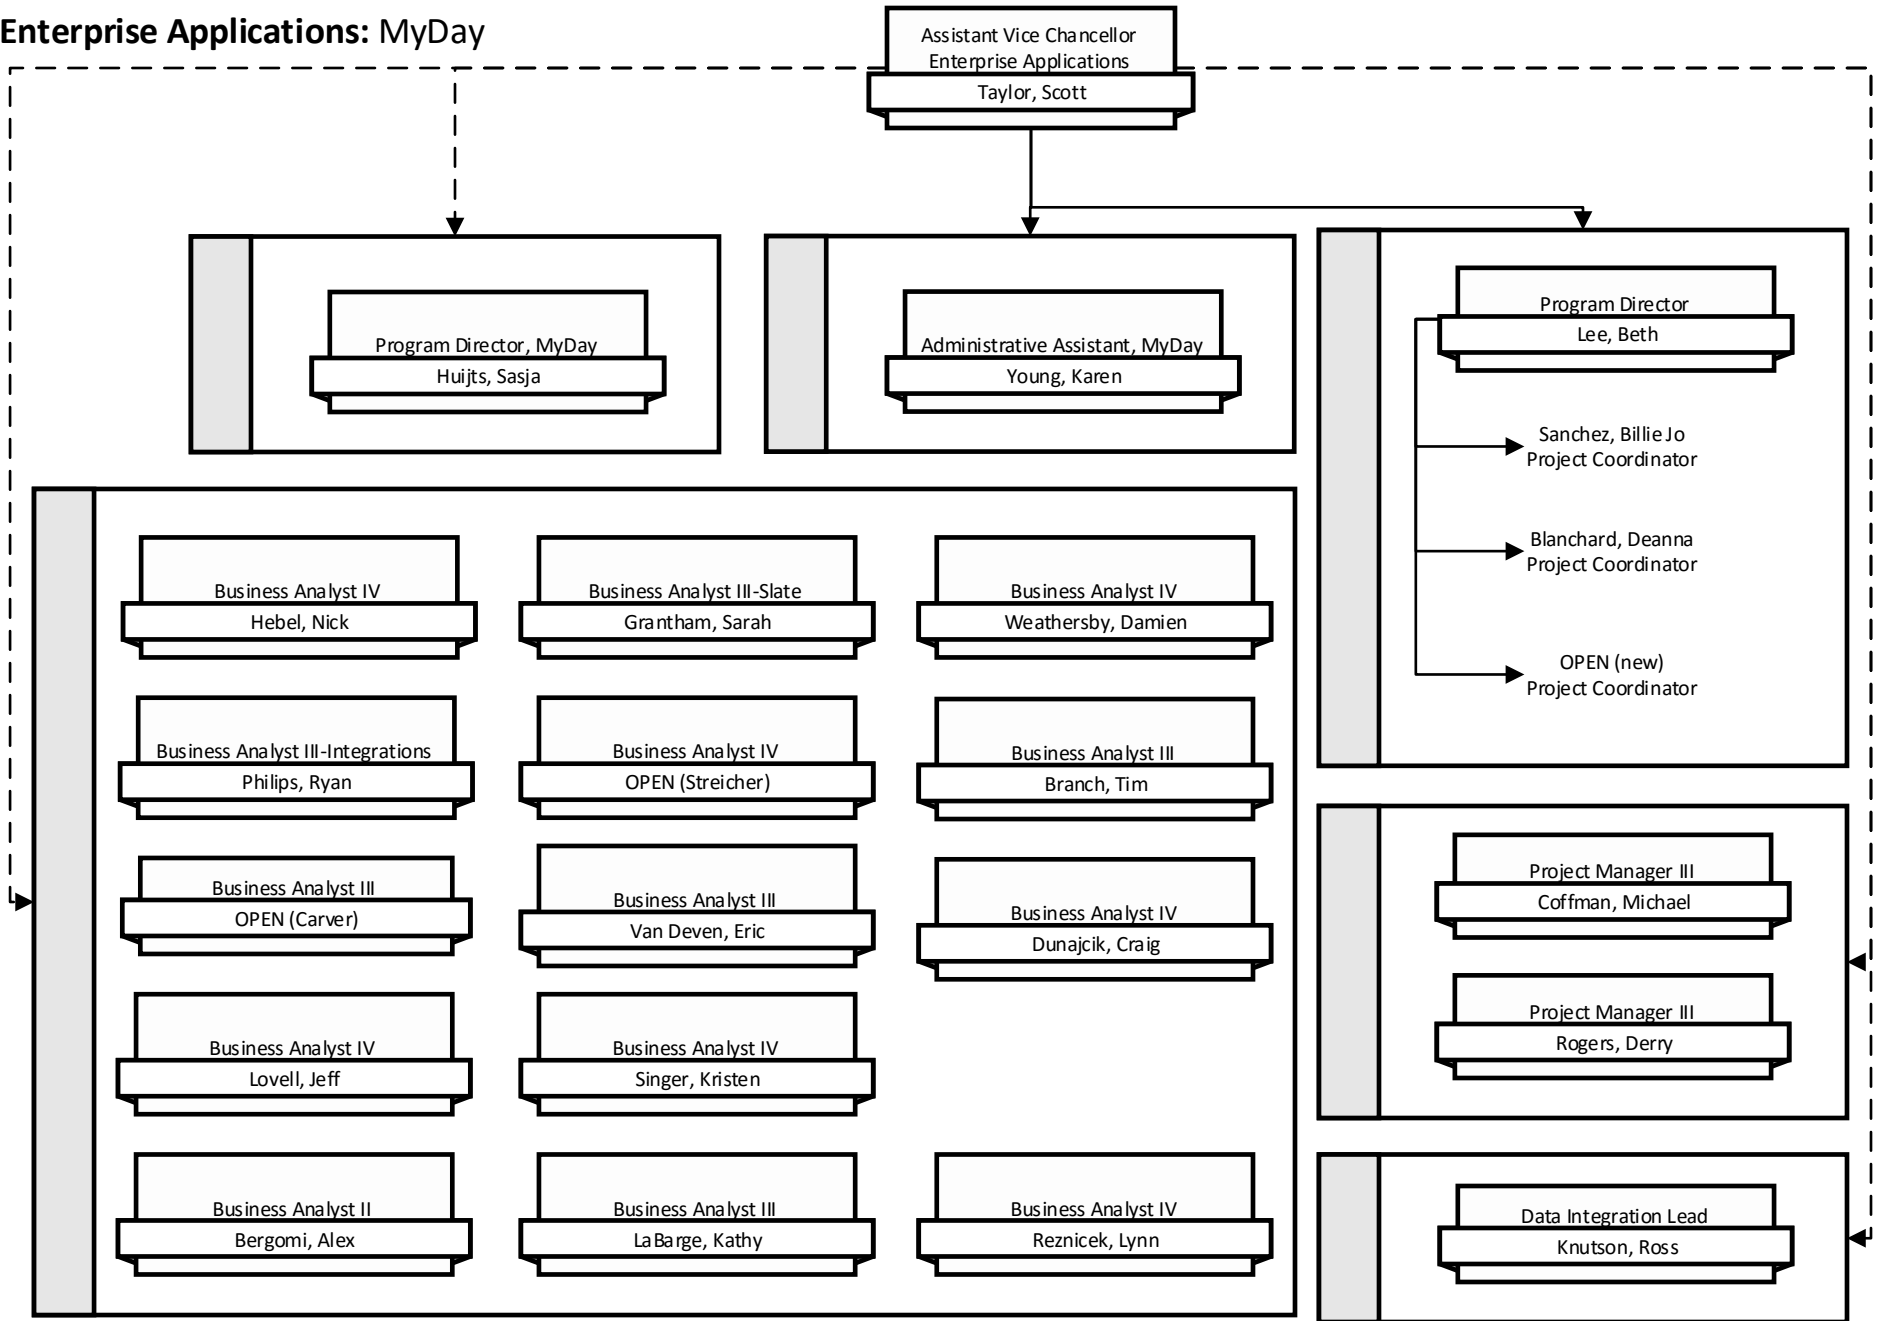 Enterprise Applications: MyDay
Assistant Vice Chancellor
Enterprise Applications
Taylor, Scott
Program Director, MyDay
Huijts, Sasja
Administrative Assistant, MyDay
Young, Karen
Program Director
Lee, Beth
Sanchez, Billie Jo
Project Coordinator
Blanchard, Deanna
Project Coordinator
OPEN (new)
Project Coordinator
Business Analyst IV
Hebel, Nick
Business Analyst III-Slate
Grantham, Sarah
Business Analyst IV
Weathersby, Damien
Business Analyst III-Integrations
Philips, Ryan
Business Analyst IV
OPEN (Streicher)
Business Analyst III
Branch, Tim
Business Analyst III
OPEN (Carver)
Business Analyst III
Van Deven, Eric
Business Analyst IV
Dunajcik, Craig
Business Analyst IV
Lovell, Jeff
Business Analyst IV
Singer, Kristen
Business Analyst II
Bergomi, Alex
Business Analyst III
LaBarge, Kathy
Business Analyst IV
Reznicek, Lynn
Project Manager III
Coffman, Michael
Project Manager III
Rogers, Derry
Data Integration Lead
Knutson, Ross